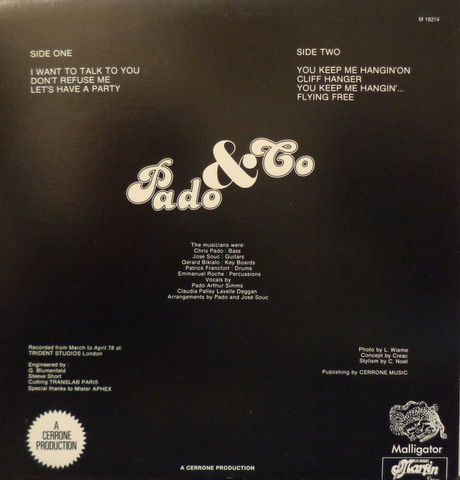 M 16214
SIDE ONE
I WANT TO TALK TO YOU
DON'T REFUSE ME
LET'S HAVE A PARTY
SIDE TWO
YOU KEEP ME HANGIN'ON
CLIFF HANGER
YOU KEEP ME HANGIN'...
FLYING FREE
Pado & Co
The musicians were:
Chris Pado : Bass
José Souc : Guitars
Gérard Bikialo : Key Boards
Patrick Francfort : Drums
Emmanuel Roche : Percussions
Vocals by
Pado Arthur Simms
Claudia Palley Lavelle Deggan
Arrangements by Pado and José Souc
Recorded from March to April 78 at:
TRIDENT STUDIOS London
Engineered by :
G. Blumenfeld
Steeve Short
Cutting TRANSLAB PARIS
Special thanks to Mister APHEX
Photo by L. Wiame
Concept by Creac
Stylism by C. Noël
Publishing by CERRONE MUSIC
A
CERRONE
PRODUCTION
A CERRONE PRODUCTION
Malligator
Martin